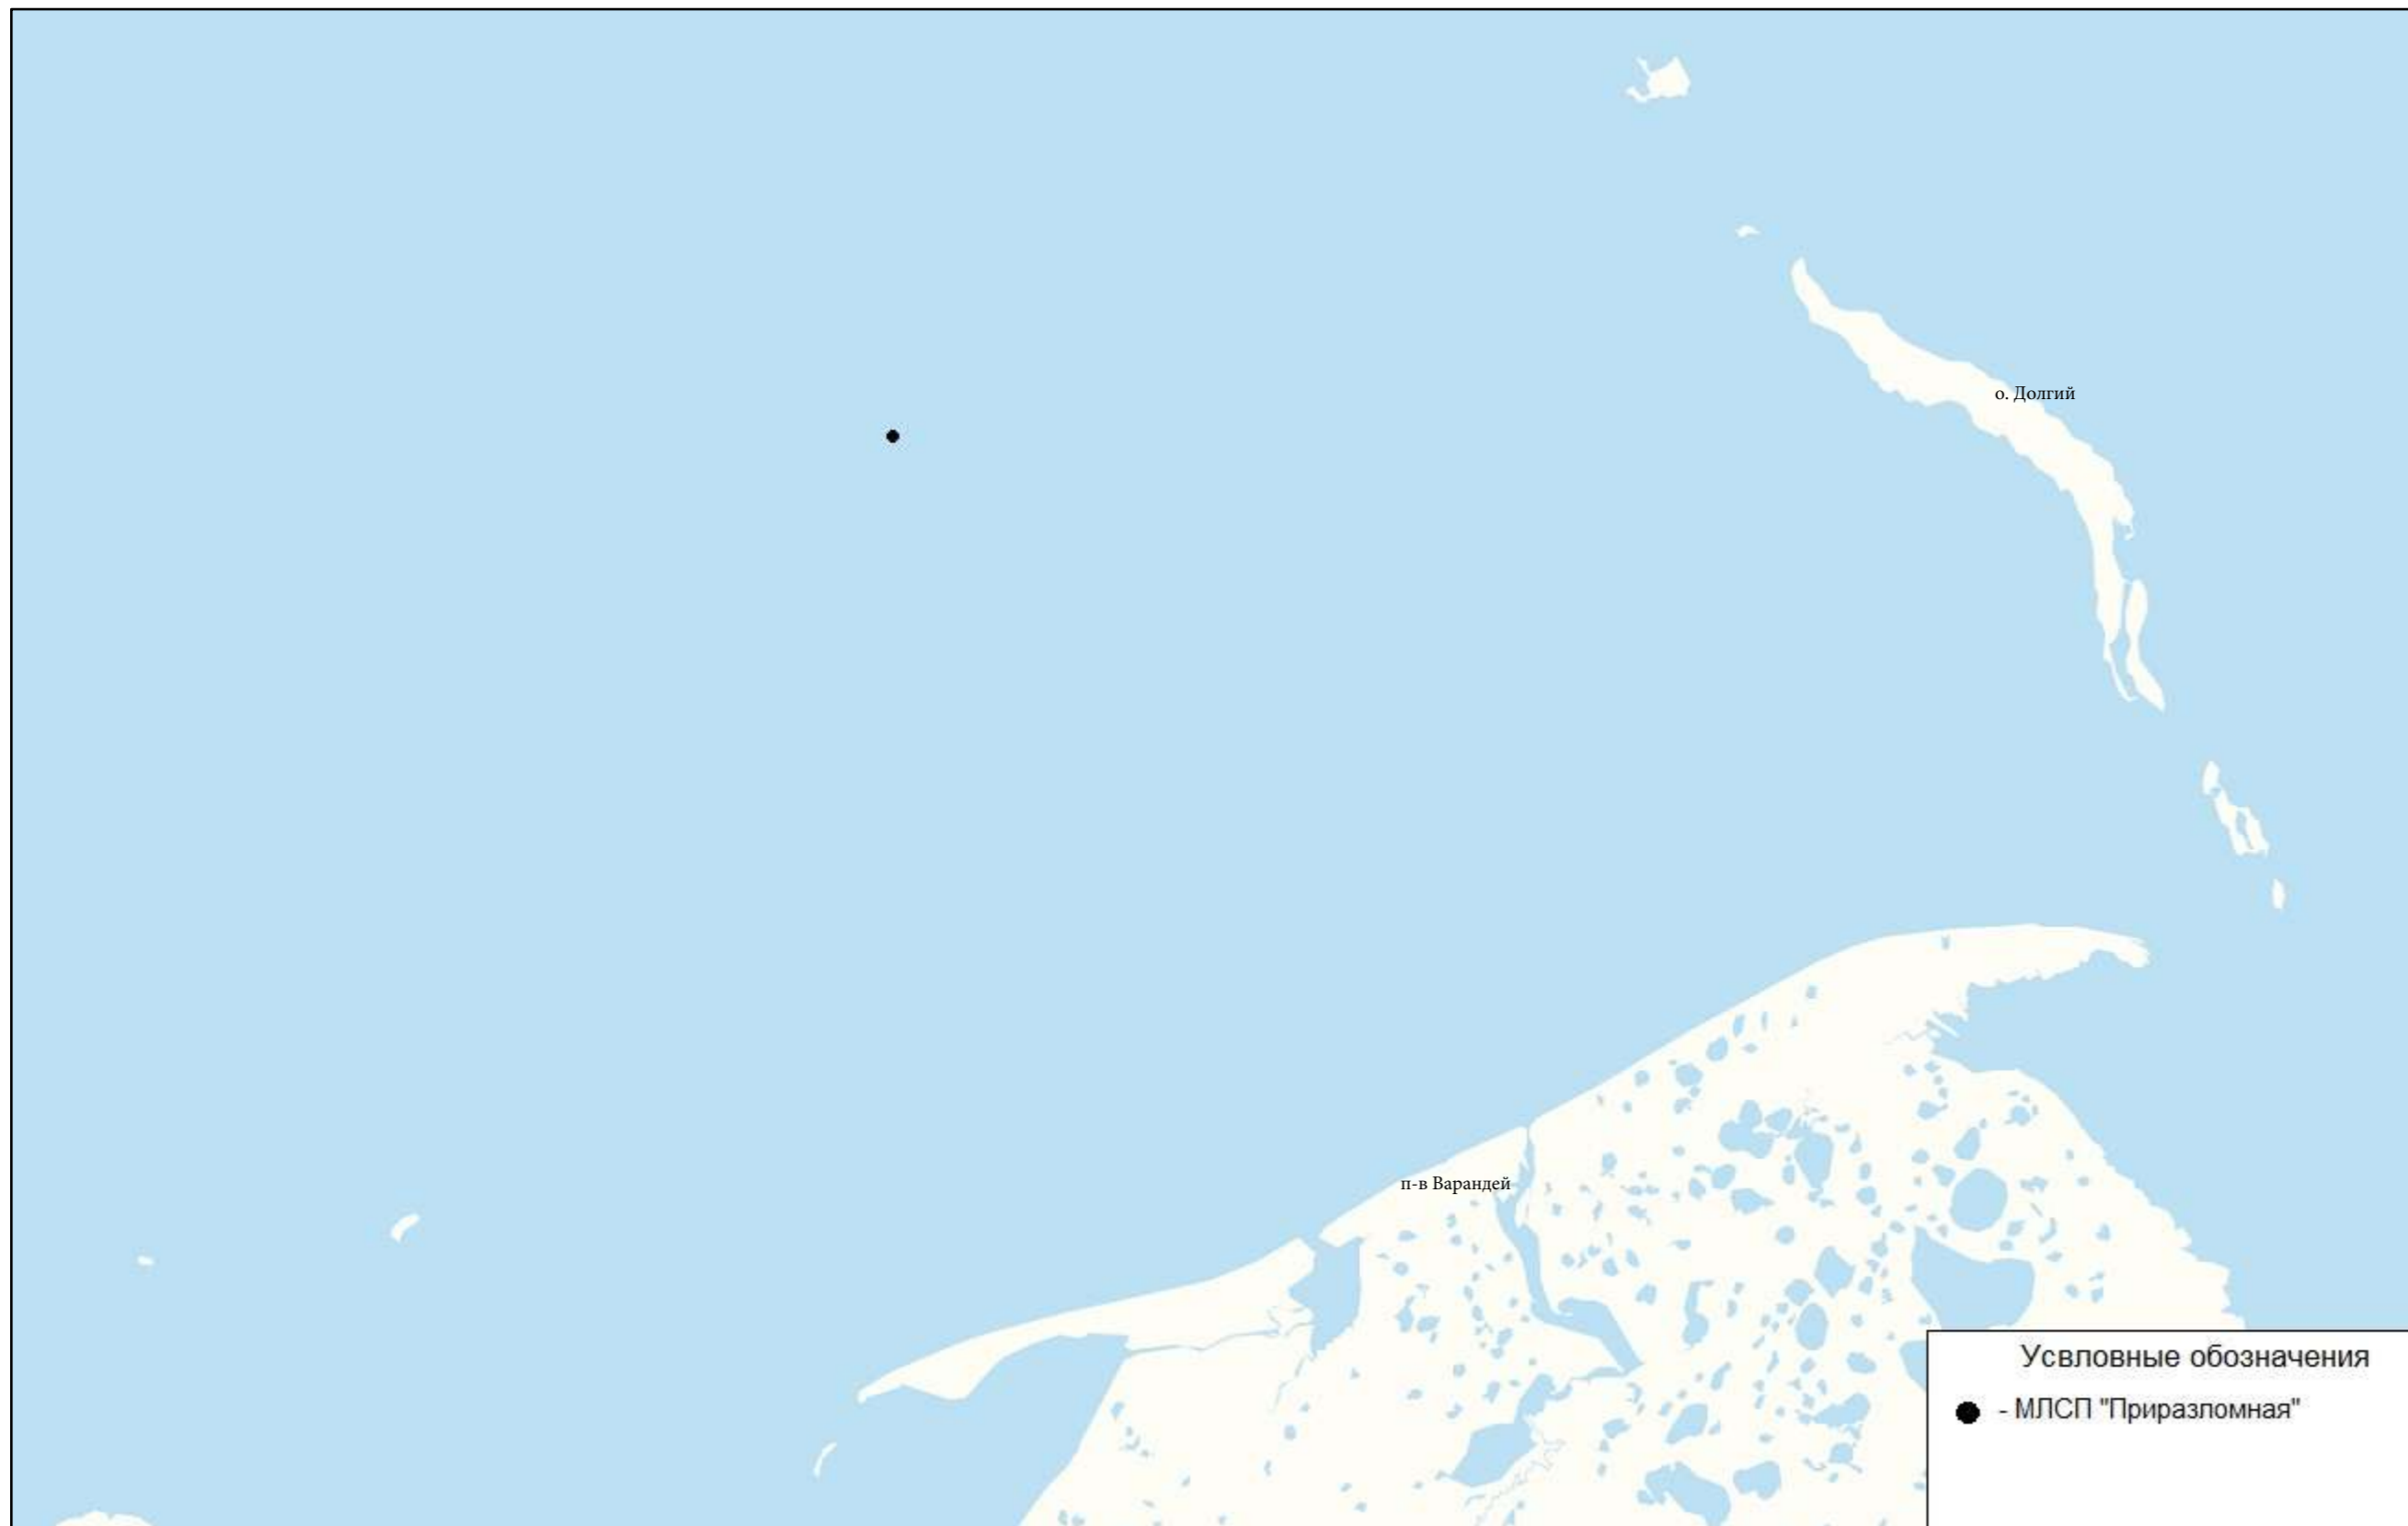 о. Долгий
п-в Варандей
Усвловные обозначения
- МЛСП "Приразломная"